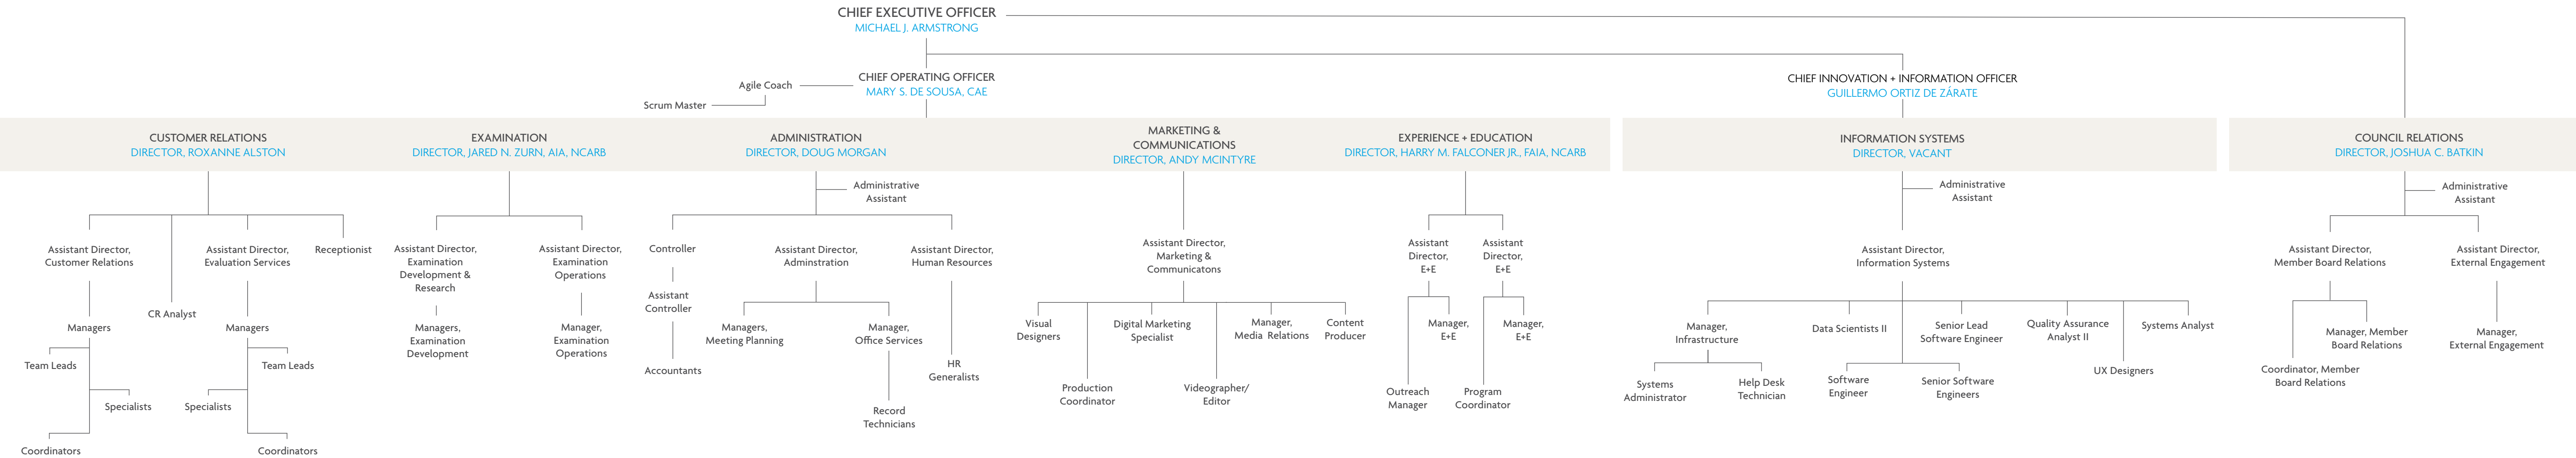 CHIEF EXECUTIVE OFFICER
MICHAEL J. ARMSTRONG
CHIEF OPERATING OFFICER
MARY S. DE SOUSA, CAE
Agile Coach
Scrum Master
CHIEF INNOVATION + INFORMATION OFFICER
GUILLERMO ORTIZ DE ZÁRATE
CUSTOMER RELATIONS
DIRECTOR, ROXANNE ALSTON
EXAMINATION
DIRECTOR, JARED N. ZURN, AIA, NCARB
ADMINISTRATION
DIRECTOR, DOUG MORGAN
MARKETING &
COMMUNICATIONS
DIRECTOR, ANDY MCINTYRE
EXPERIENCE + EDUCATION
DIRECTOR, HARRY M. FALCONER JR., FAIA, NCARB
INFORMATION SYSTEMS
DIRECTOR, VACANT
COUNCIL RELATIONS
DIRECTOR, JOSHUA C. BATKIN
Assistant Director,
Customer Relations
Managers
Team Leads
Specialists
Coordinators
CR Analyst
Assistant Director,
Evaluation Services
Managers
Team Leads
Specialists
Coordinators
Receptionist
Assistant Director,
Examination
Development &
Research
Managers,
Examination
Development
Assistant Director,
Examination
Operations
Manager,
Examination
Operations
Administrative
Assistant
Controller
Assistant
Controller
Accountants
Assistant Director,
Adminstration
Managers,
Meeting Planning
Manager,
Office Services
Record
Technicians
Assistant Director,
Human Resources
HR
Generalists
Assistant Director,
Marketing &
Communicatons
Visual
Designers
Production
Coordinator
Digital Marketing
Specialist
Videographer/
Editor
Manager,
Media Relations
Content
Producer
Assistant
Director,
E+E
Outreach
Manager
Manager,
E+E
Assistant
Director,
E+E
Program
Coordinator
Manager,
E+E
Administrative
Assistant
Assistant Director,
Information Systems
Manager,
Infrastructure
Systems
Administrator
Help Desk
Technician
Data Scientists II
Software
Engineer
Senior Software
Engineers
Senior Lead
Software Engineer
Quality Assurance
Analyst II
UX Designers
Systems Analyst
Administrative
Assistant
Assistant Director,
Member Board Relations
Coordinator, Member
Board Relations
Manager, Member
Board Relations
Assistant Director,
External Engagement
Manager,
External Engagement